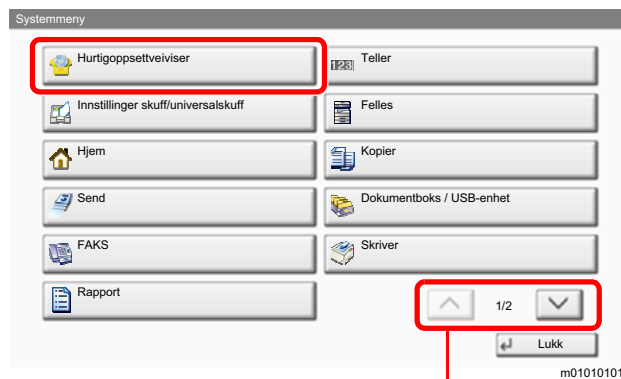 Systemmeny
Hurtigoppsettveiviser
123 Teller
Innstillinger skuff/universalskuff
Felles
Hjem
Kopier
Send
Dokumentboks / USB-enhet
FAKS
Skriver
Rapport
1/2
Lukk
m01010101